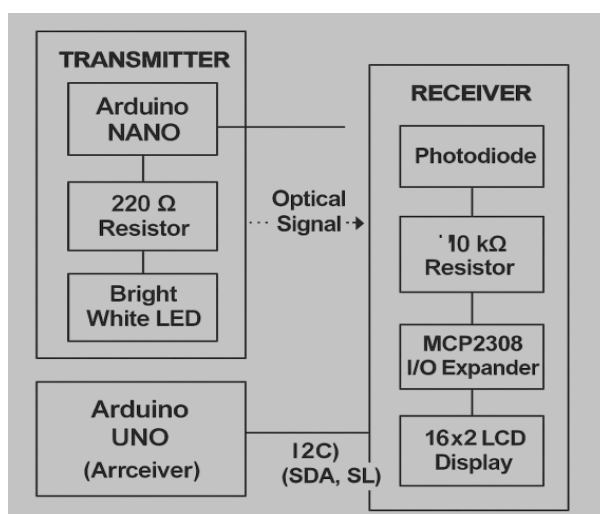 TRANSMITTER
Arduino
NANO
220 Ω
Resistor
Bright
White LED
Optical
Signal
RECEIVER
Photodiode
10 kΩ
Resistor
MCP2308
I/O Expander
16x2 LCD
Display
Arduino
UNO
(Arrceiver)
I2C)
(SDA, SL)